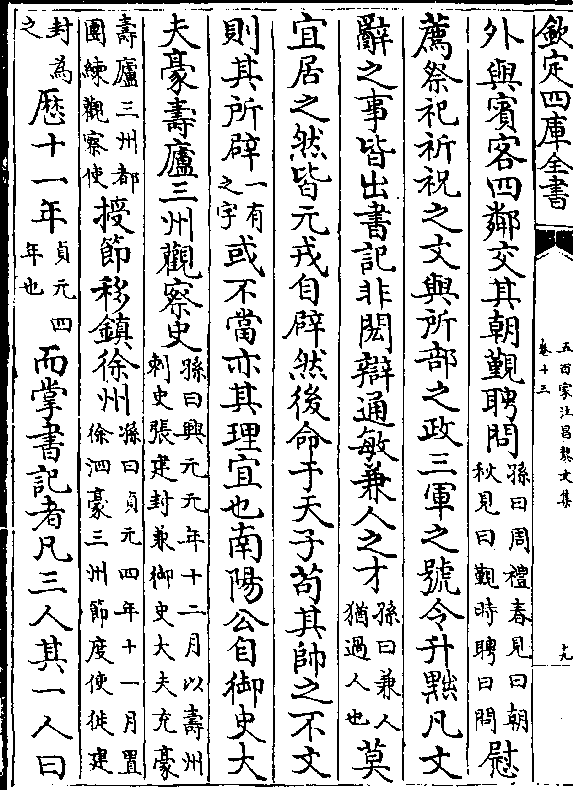 欽定四庫全書
五百家注昌黎文集
卷十三
十九
外與賓客四鄰交其朝覲聘問孫曰周禮春見曰朝秋見曰覲時聘曰問慰
薦祭祀祈祝之文與所部之政三軍之號令升黜凡文
辭之事皆出書記非閎辯通敏兼人之才孫曰兼人猶過人也莫
宜居之然皆元戎自辟然後命于天子苟其帥之不文
則其所辟一有之字或不當亦其理宜也南陽公自御史大
夫豪壽廬三州觀察史孫曰興元元年十二月以壽州刺史張建封兼御史大夫充豪
壽廬三州都團練觀察使授節移鎮徐州孫曰貞元四年十一月置徐泗豪三州節度使徙建
封為之歴十一年貞元四年也而掌書記者凡三人其一人曰